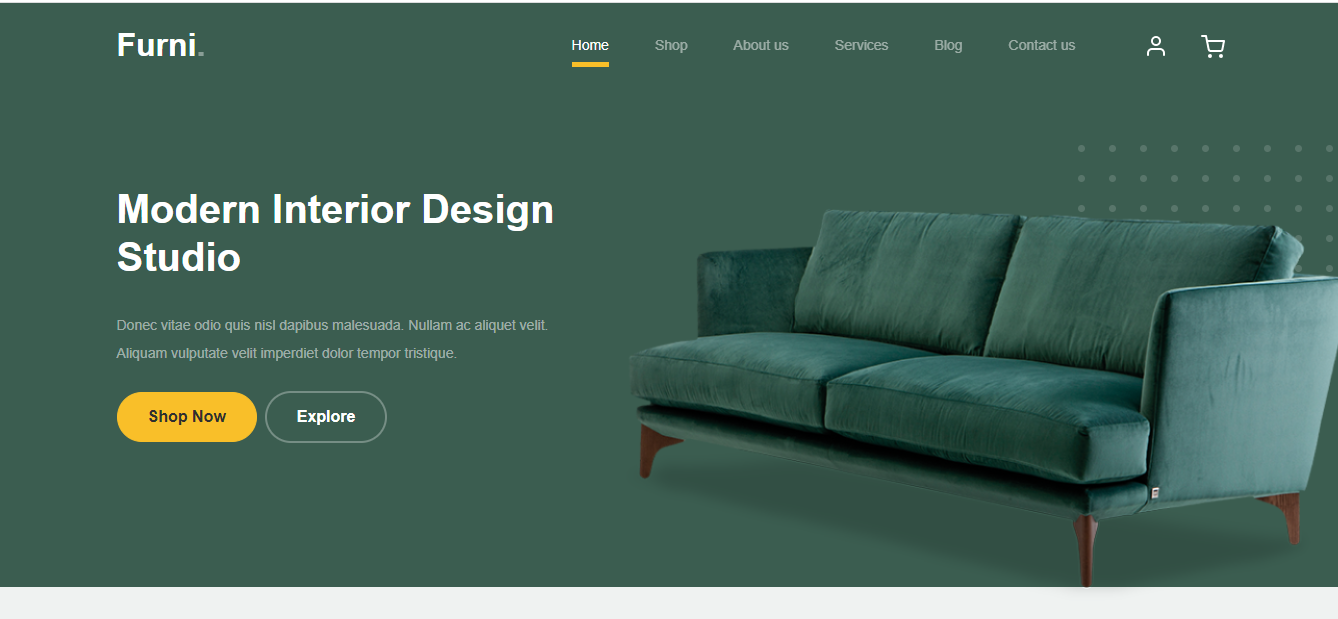 Furni.
Home Shop About us Services Blog Contact us
Modern Interior Design
Studio
Donec vitae odio quis nisl dapibus malesuada. Nullam ac aliquet velit.
Aliquam vulputate velit imperdiet dolor tempor tristique.
Shop Now Explore